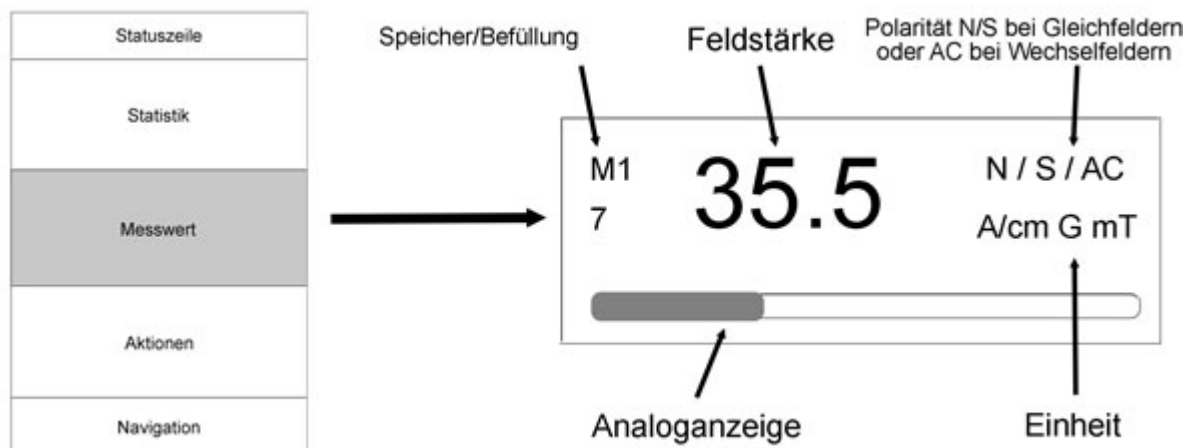 Statuszeile
Statistik
Messwert
Aktionen
Navigation
Speicher/Befüllung
Feldstärke
Polarität N/S bei Gleichfeldern
oder AC bei Wechselfeldern
M1
35.5
N / S / AC
7
A/cm G mT
Analoganzeige
Einheit